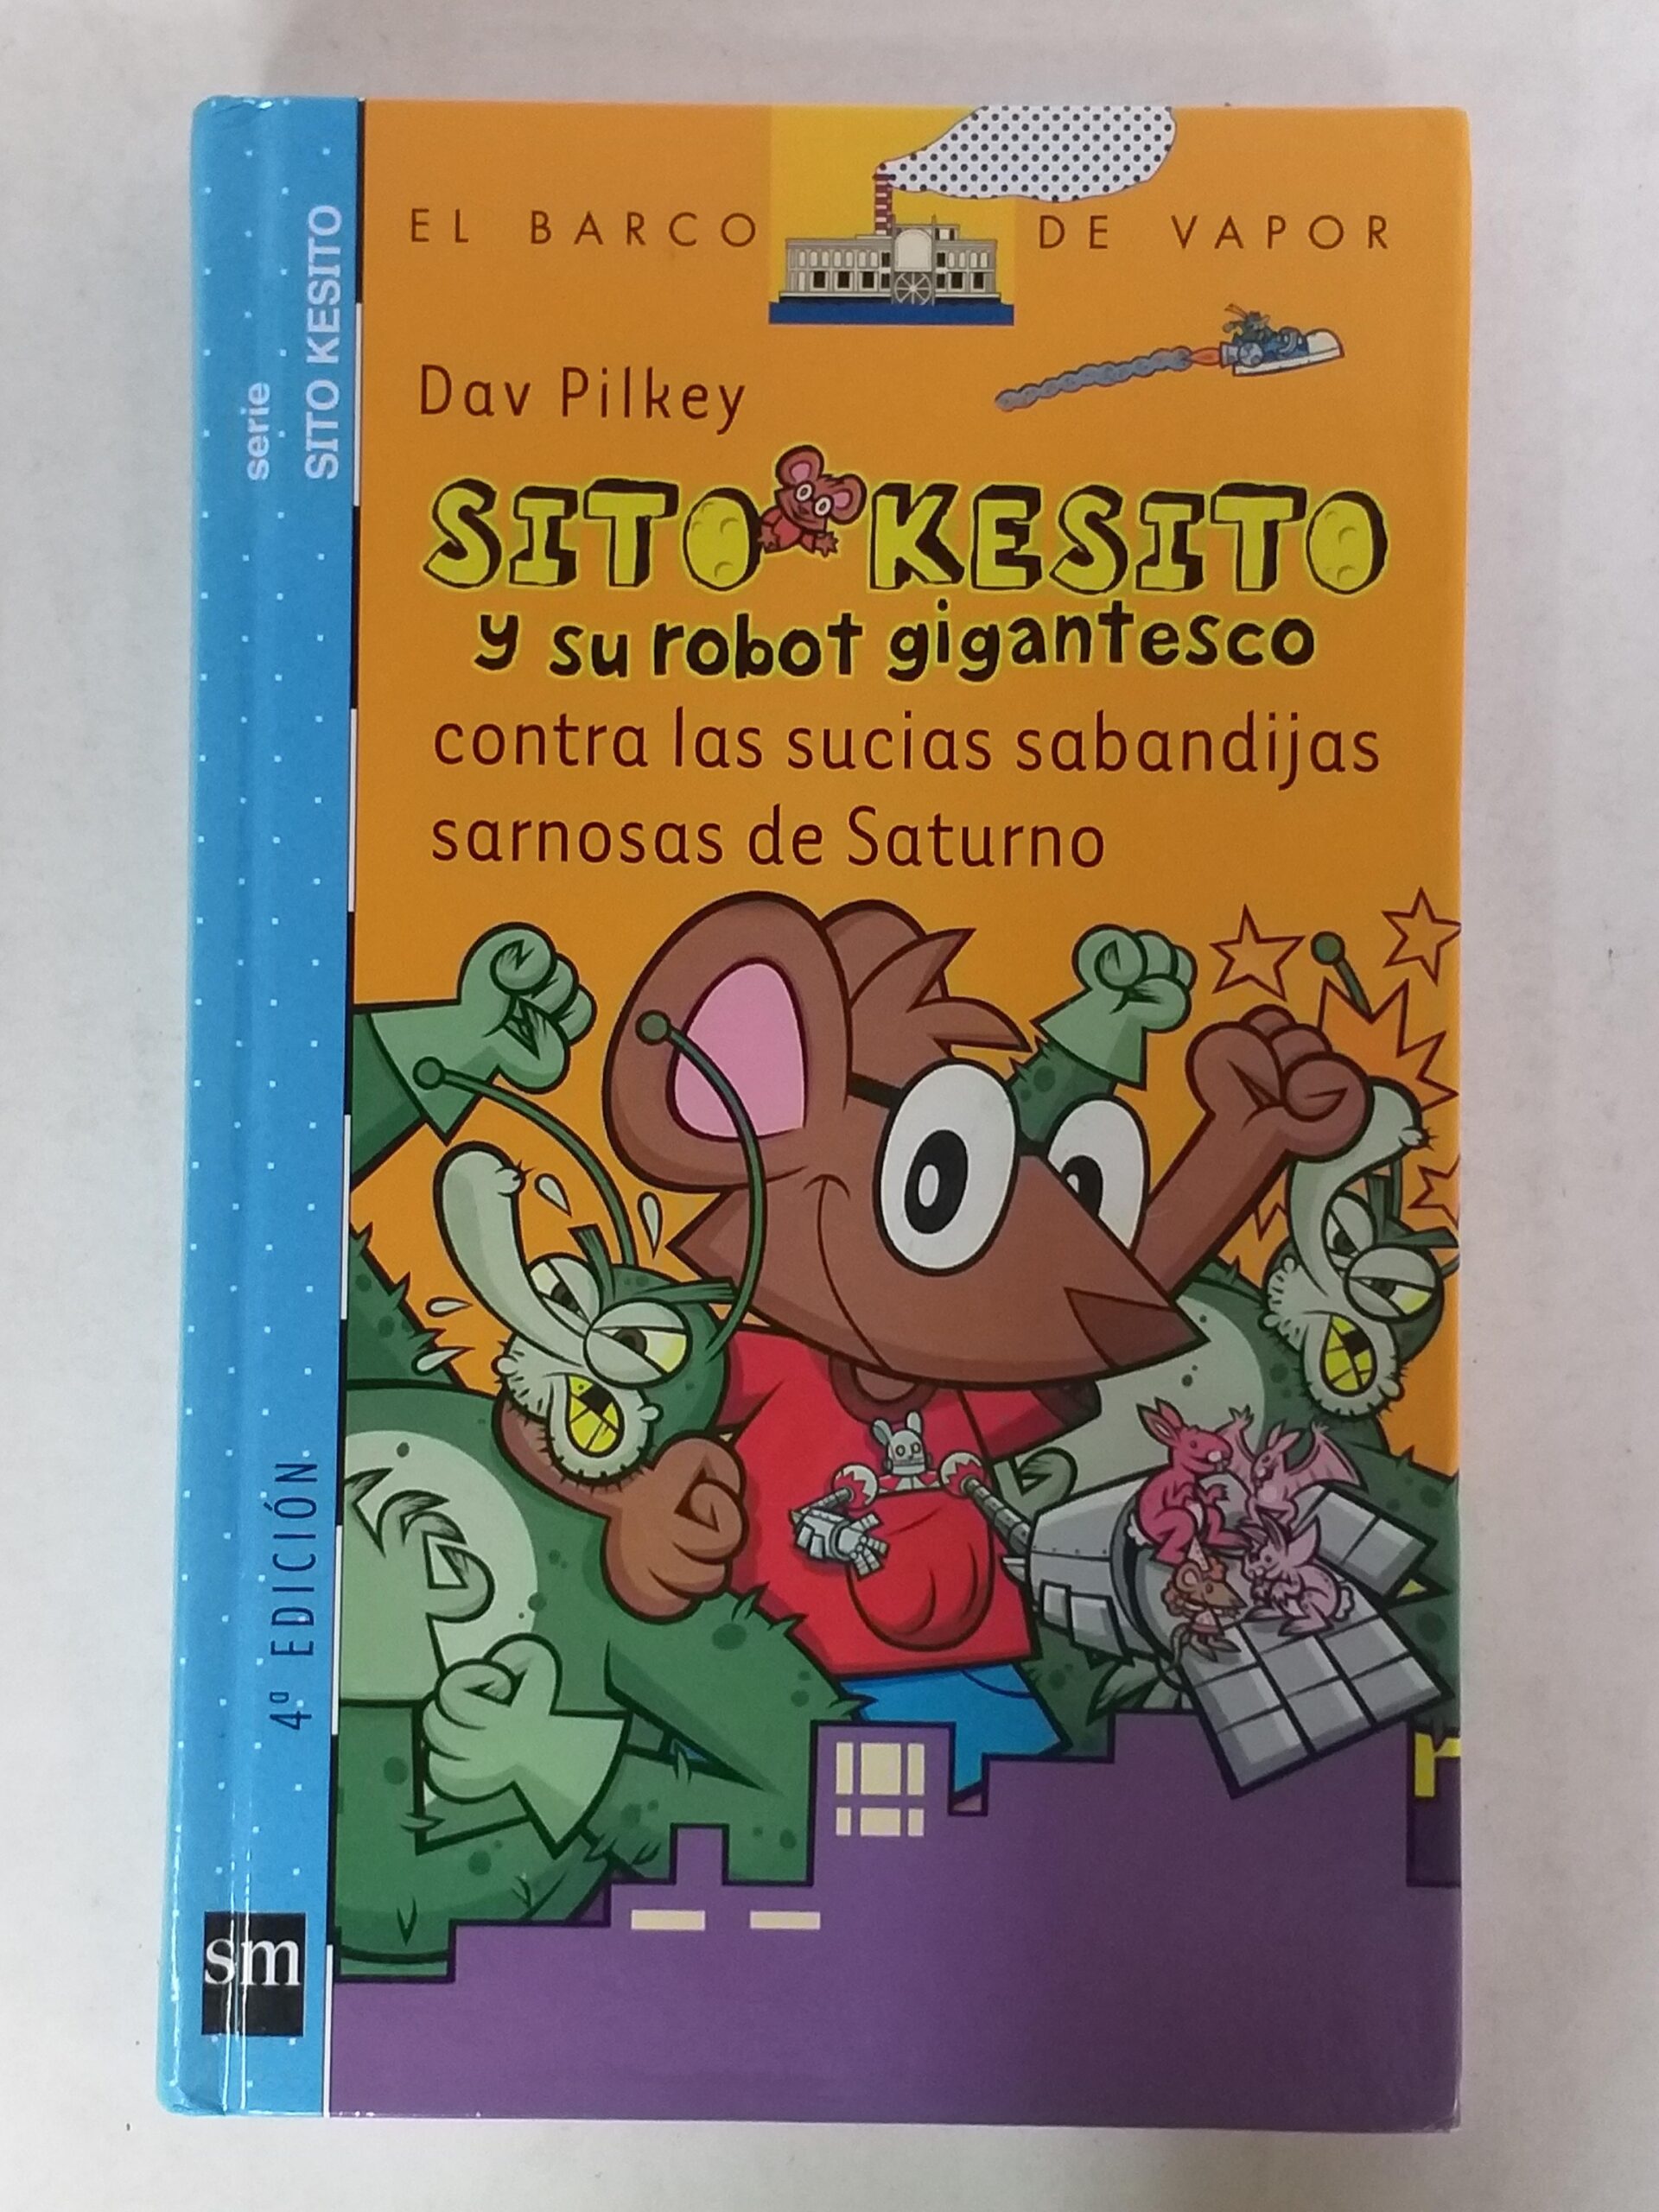 EL BARCO DE VAPOR
Dav Pilkey
SITO KESITO
y su robot gigantesco
contra las sucias sabandijas
sarnosas de Saturno
serie
SITO KESITO
4ª EDICIÓN
sm